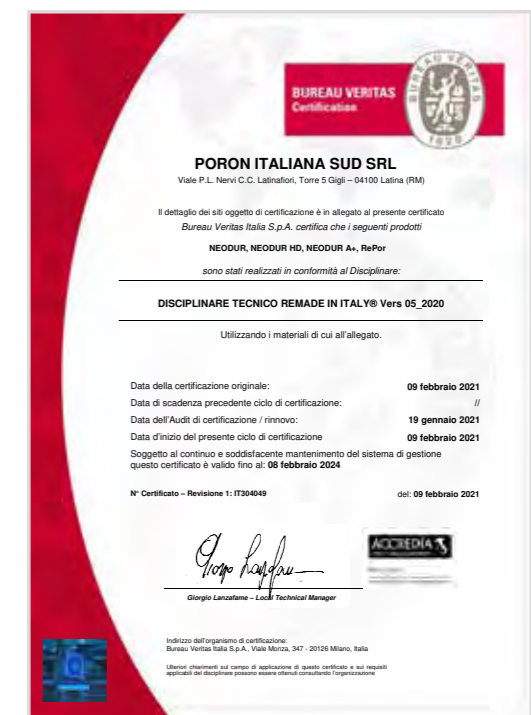 BUREAU VERITAS
Certification
BUREAU VERITAS
1828
PORON ITALIANA SUD SRL
Viale P.L. Nervi C.C. Latinafiori, Torre 5 Gigli – 04100 Latina (RM)
Il dettaglio dei siti oggetto di certificazione è in allegato al presente certificato
Bureau Veritas Italia S.p.A. certifica che i seguenti prodotti
NEODUR, NEODUR HD, NEODUR A+, RePor
sono stati realizzati in conformità al Disciplinare:
DISCIPLINARE TECNICO REMADE IN ITALY® Vers 05_2020
Utilizzando i materiali di cui all'allegato.
Data della certificazione originale: 09 febbraio 2021
Data di scadenza precedente ciclo di certificazione: //
Data dell'Audit di certificazione / rinnovo: 19 gennaio 2021
Data d'inizio del presente ciclo di certificazione 09 febbraio 2021
Soggetto al continuo e soddisfacente mantenimento del sistema di gestione
questo certificato è valido fino al: 08 febbraio 2024
N° Certificato – Revisione 1: IT304049 del: 09 febbraio 2021
ACCREDIA
Giorgio Lanzafame – Local Technical Manager
Indirizzo dell'organismo di certificazione:
Bureau Veritas Italia S.p.A., Viale Monza, 347 - 20126 Milano, Italia
Ulteriori chiarimenti sul campo di applicazione di questo certificato e sui requisiti
applicabili del disciplinare possono essere ottenuti consultando l'organizzazione